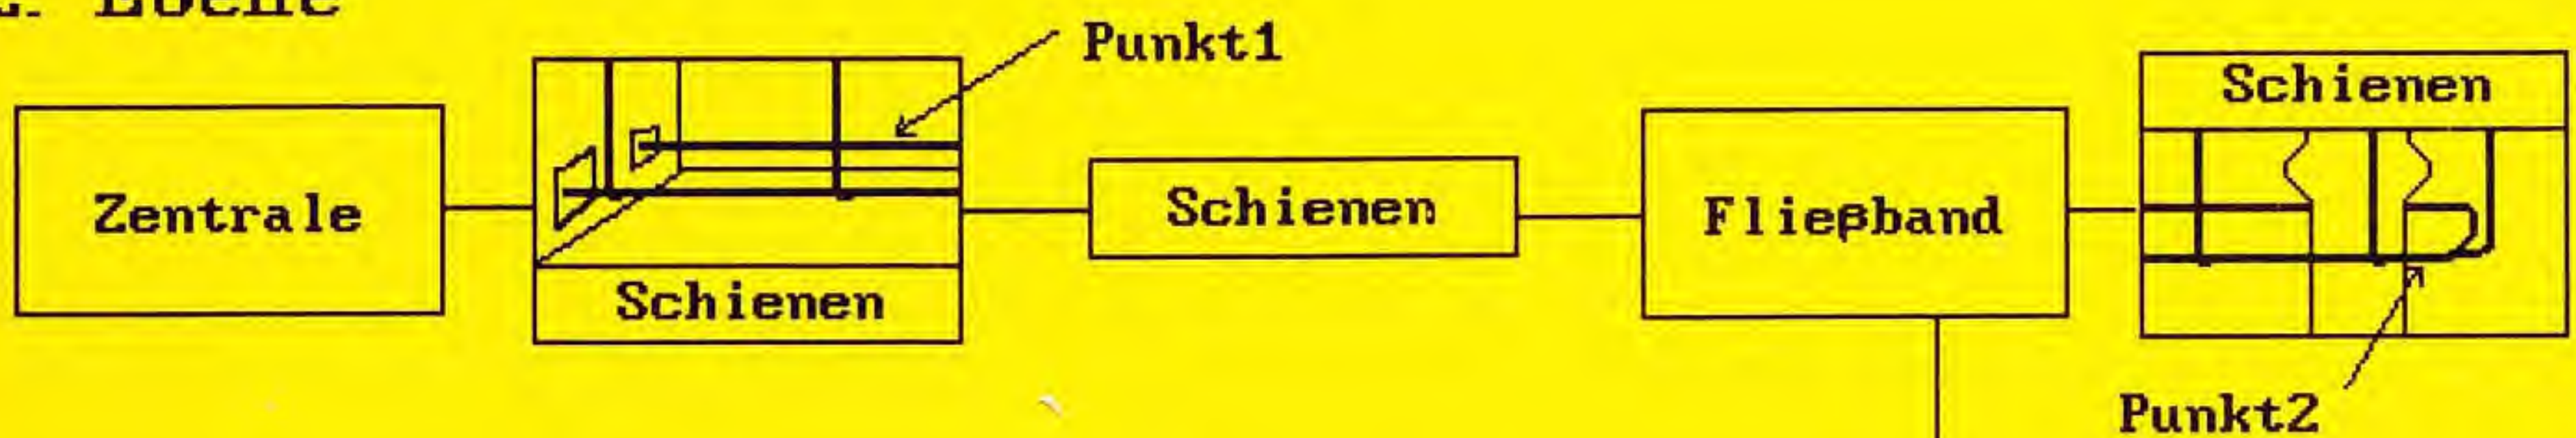 Punkt1
Schienen
Zentrale
Schienen
Fließband
Schienen
Punkt2